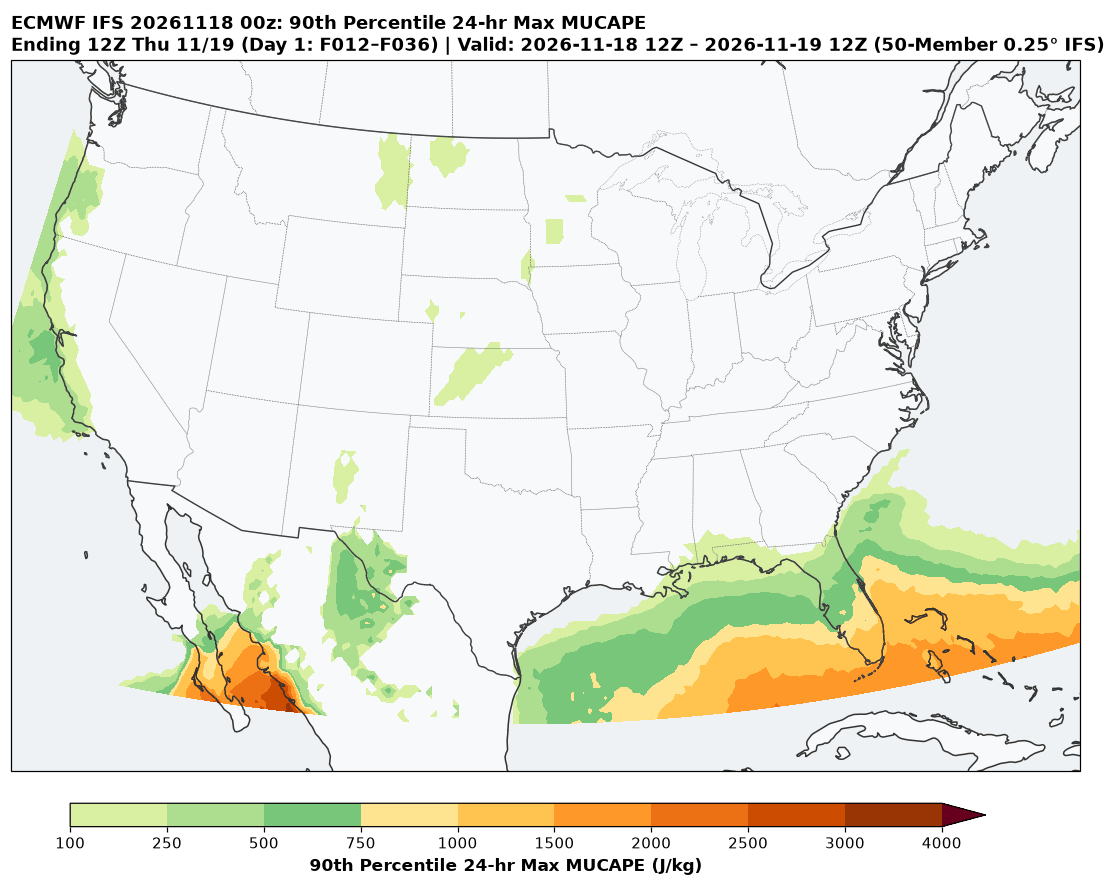 ECMWF IFS 20261118 00z: 90th Percentile 24-hr Max MUCAPE
Ending 12Z Thu 11/19 (Day 1: F012–F036) | Valid: 2026-11-18 12Z – 2026-11-19 12Z (50-Member 0.25° IFS)
100 250 500 750 1000 1500 2000 2500 3000 4000
90th Percentile 24-hr Max MUCAPE (J/kg)